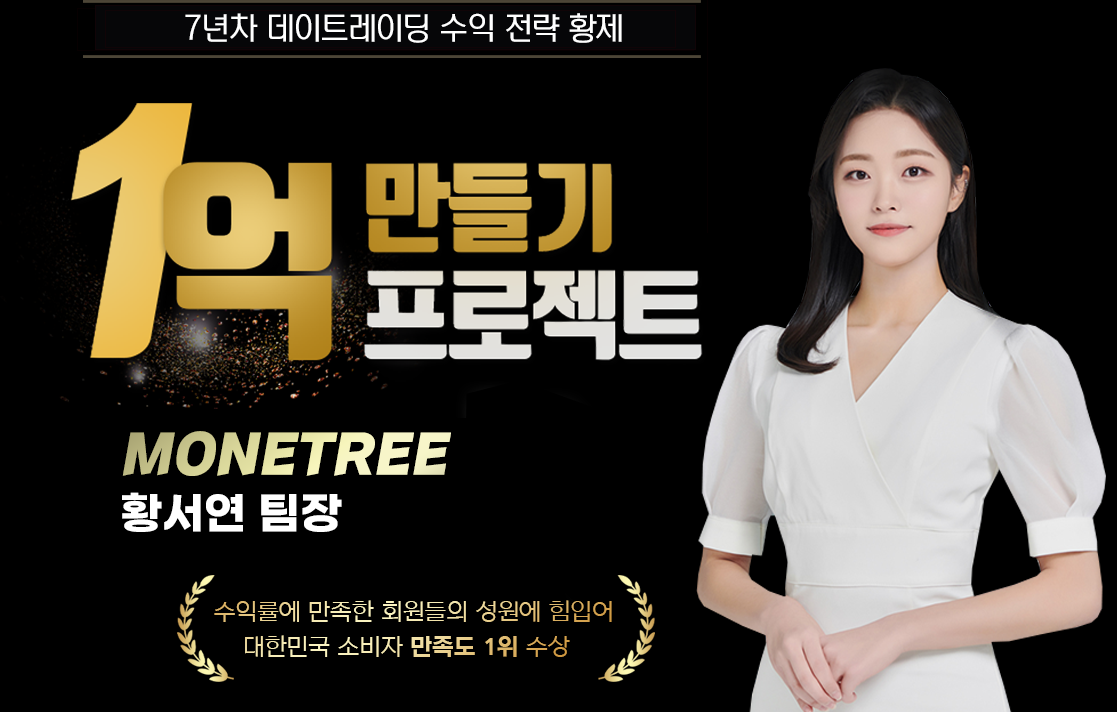 7년차 데이트레이딩 수익 전략 황제
1억 만들기
프로젝트
MONETREE
황서연 팀장
수익률에 만족한 회원들의 성원에 힘입어
대한민국 소비자 만족도 1위 수상